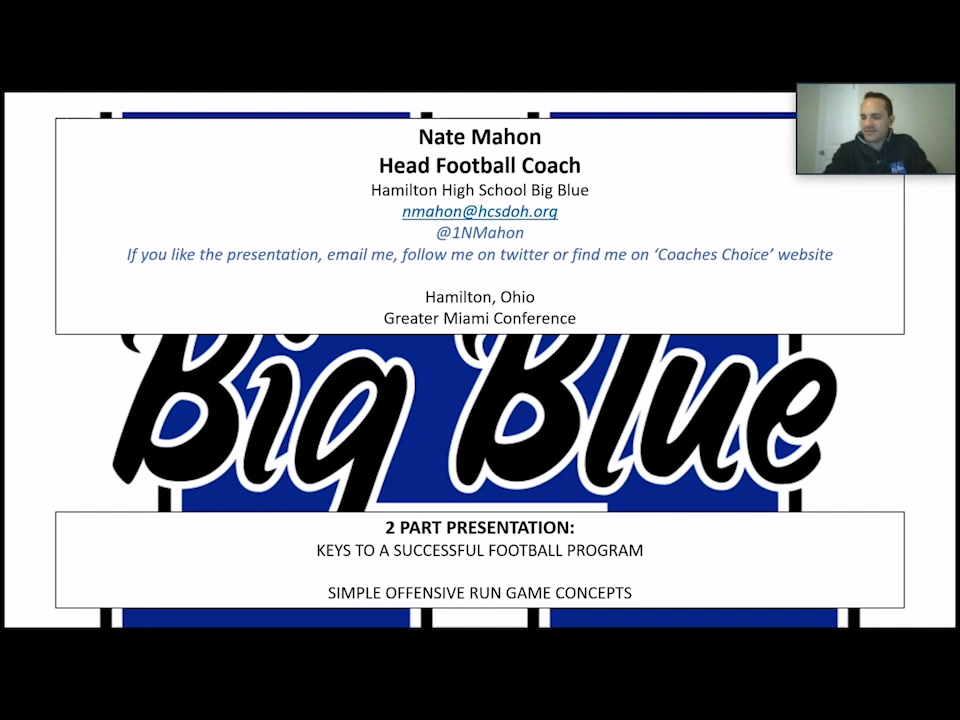 Nate Mahon
Head Football Coach
Hamilton High School Big Blue
nmahon@hcsdoh.org
@1NMahon
If you like the presentation, email me, follow me on twitter or find me on ‘Coaches Choice’ website
Hamilton, Ohio
Greater Miami Conference
Big Blue
2 PART PRESENTATION:
KEYS TO A SUCCESSFUL FOOTBALL PROGRAM
SIMPLE OFFENSIVE RUN GAME CONCEPTS